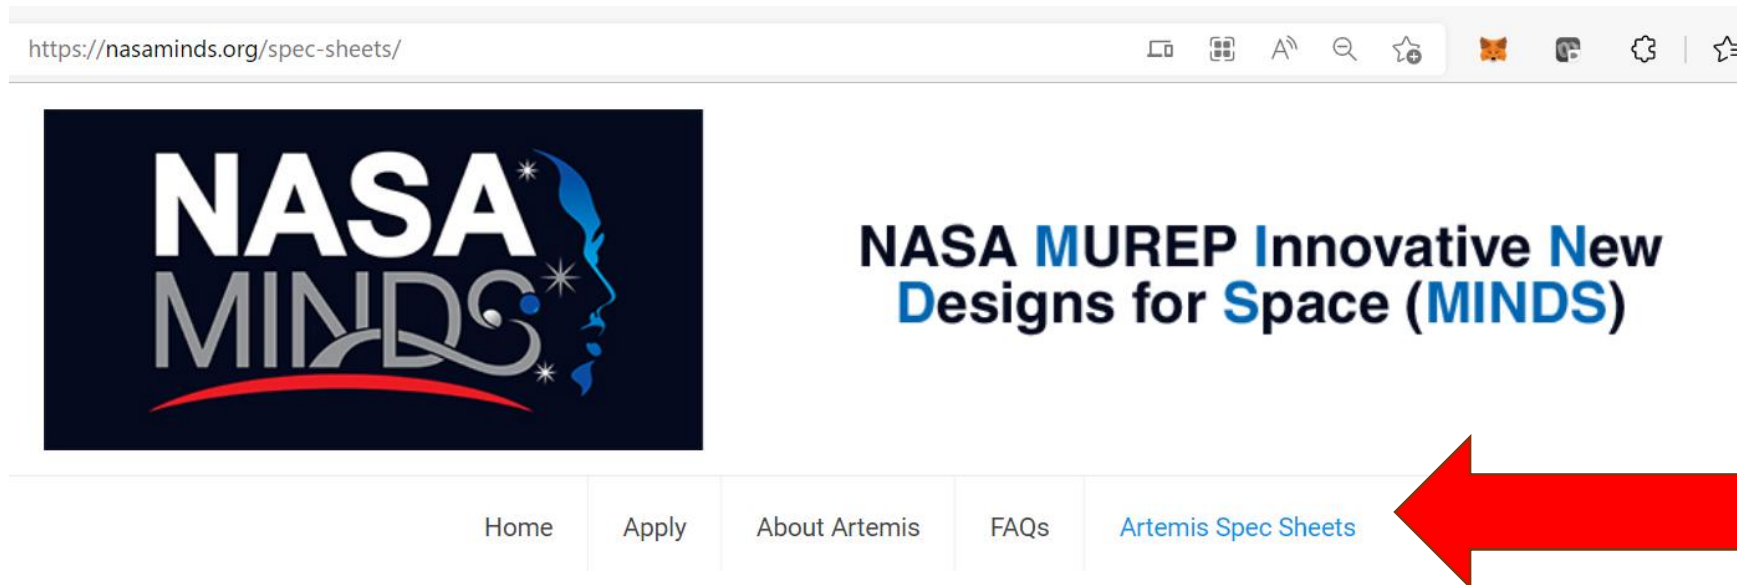 https://nasaminds.org/spec-sheets/
NASA
MINDS
NASA MUREP Innovative New
Designs for Space (MINDS)
Home Apply About Artemis FAQs Artemis Spec Sheets